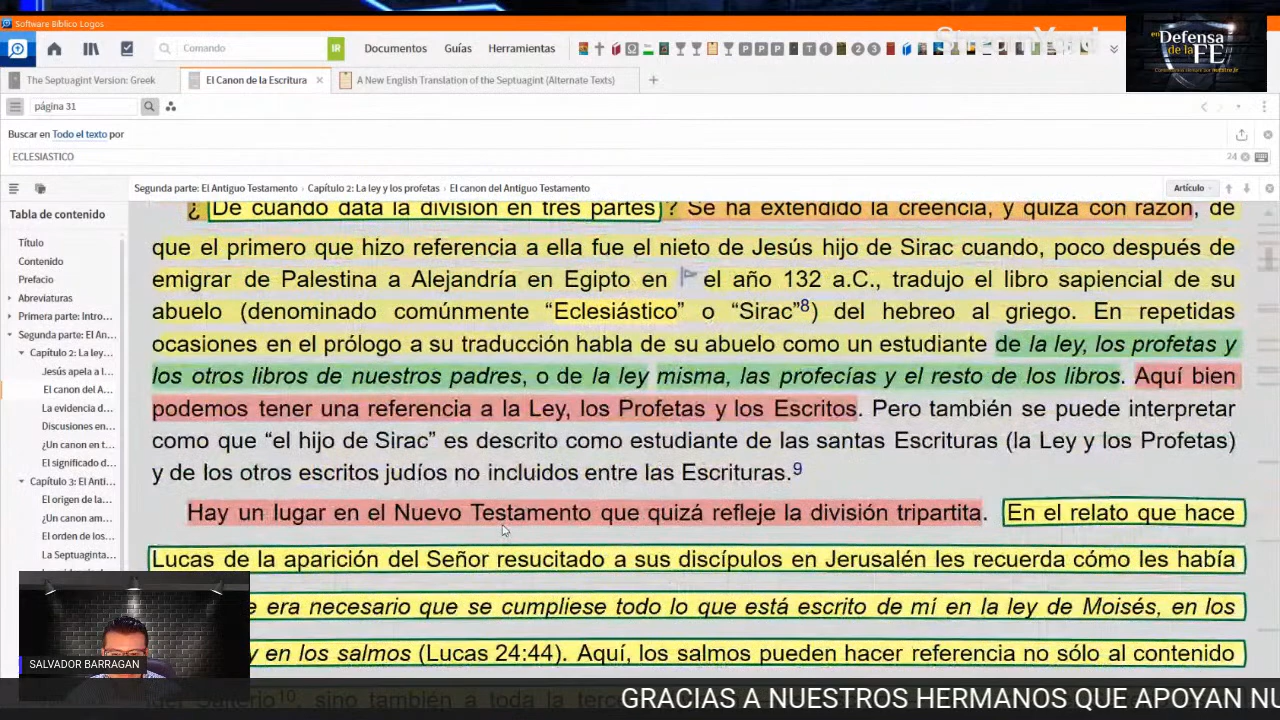 Software Bíblico Logos
Comando
IR
Documentos
Guías
Herramientas
en Defensa
de la
FE
The Septuagint Version: Greek
El Canon de la Escritura
A New English Translation of the Septuagint (Alternate Texts)
página 31
Buscar en Todo el texto por
ECLESIASTICO
24
Segunda parte: El Antiguo Testamento › Capítulo 2: La ley y los profetas › El canon del Antiguo Testamento
Artículo
Tabla de contenido
Título
Contenido
Prefacio
Abreviaturas
Primera parte: Intro...
Segunda parte: El An...
Capítulo 2: La ley...
Jesús apela a l...
El canon del A...
La evidencia d...
Discusiones en...
¿Un canon en t...
El significado d...
Capítulo 3: El Anti...
El origen de la...
¿Un canon am...
El orden de los...
La Septuaginta...
¿De cuándo data la división en tres partes? Se ha extendido la creencia, y quizá con razón, de
que el primero que hizo referencia a ella fue el nieto de Jesús hijo de Sirac cuando, poco después de
emigrar de Palestina a Alejandría en Egipto en el año 132 a.C., tradujo el libro sapiencial de su
abuelo (denominado comúnmente “Eclesiástico” o “Sirac”8) del hebreo al griego. En repetidas
ocasiones en el prólogo a su traducción habla de su abuelo como un estudiante de la ley, los profetas y
los otros libros de nuestros padres, o de la ley misma, las profecías y el resto de los libros. Aquí bien
podemos tener una referencia a la Ley, los Profetas y los Escritos. Pero también se puede interpretar
como que “el hijo de Sirac” es descrito como estudiante de las santas Escrituras (la Ley y los Profetas)
y de los otros escritos judíos no incluidos entre las Escrituras.9
Hay un lugar en el Nuevo Testamento que quizá refleje la división tripartita. En el relato que hace
Lucas de la aparición del Señor resucitado a sus discípulos en Jerusalén les recuerda cómo les había
era necesario que se cumpliese todo lo que está escrito de mí en la ley de Moisés, en los
y en los salmos (Lucas 24:44). Aquí, los salmos pueden hacer referencia no sólo al contenido
del Salterio10, sino también a toda la
SALVADOR BARRAGAN
GRACIAS A NUESTROS HERMANOS QUE APOYAN NU